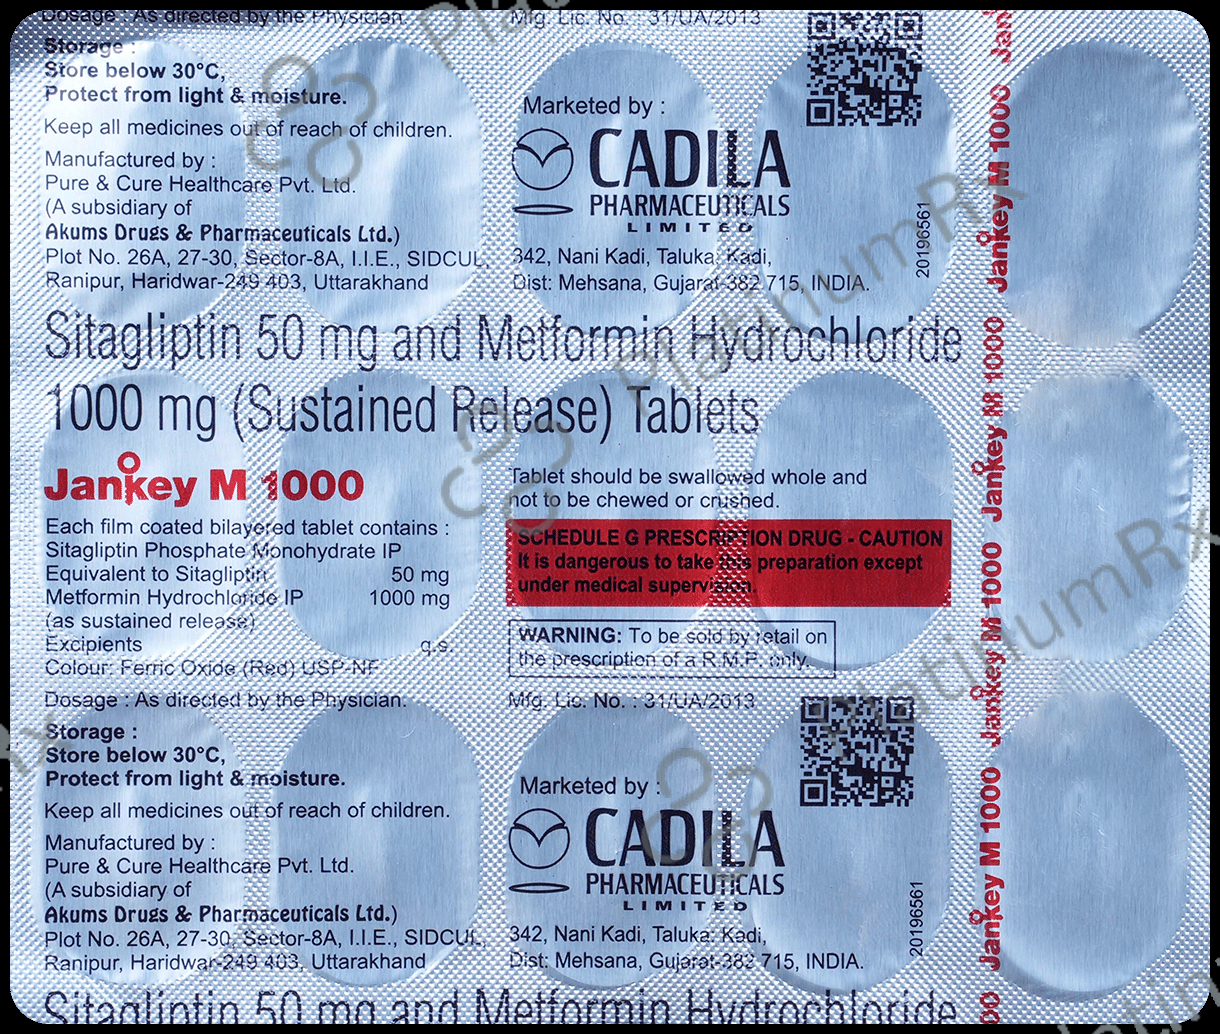 Dosage : As directed by the Physician.
Storage :
Store below 30°C,
Protect from light & moisture.
Keep all medicines out of reach of children.
Manufactured by :
Pure & Cure Healthcare Pvt. Ltd.
(A subsidiary of
Akums Drugs & Pharmaceuticals Ltd.)
Plot No. 26A, 27-30, Sector-8A, I.I.E., SIDCUL,
Ranipur, Haridwar-249 403, Uttarakhand
Mfg. Lic. No. : 31/UA/2013
Marketed by :
CADILA
PHARMACEUTICALS
LIMITED
342, Nani Kadi, Taluka: Kadi,
Dist: Mehsana, Gujarat-382 715, INDIA.
20196561
Sitagliptin 50 mg and Metformin Hydrochloride
1000 mg (Sustained Release) Tablets
Jankey M 1000
Each film coated bilayered tablet contains :
Sitagliptin Phosphate Monohydrate IP
Equivalent to Sitagliptin 50 mg
Metformin Hydrochloride IP 1000 mg
(as sustained release)
Excipients q.s.
Colour: Ferric Oxide (Red) USP-NF
Tablet should be swallowed whole and
not to be chewed or crushed.
SCHEDULE G PRESCRIPTION DRUG - CAUTION
It is dangerous to take this preparation except
under medical supervision.
WARNING: To be sold by retail on
the prescription of a R.M.P. only.
Dosage : As directed by the Physician.
Storage :
Store below 30°C,
Protect from light & moisture.
Keep all medicines out of reach of children.
Manufactured by :
Pure & Cure Healthcare Pvt. Ltd.
(A subsidiary of
Akums Drugs & Pharmaceuticals Ltd.)
Plot No. 26A, 27-30, Sector-8A, I.I.E., SIDCUL,
Ranipur, Haridwar-249 403, Uttarakhand
Mfg. Lic. No. : 31/UA/2013
Marketed by :
CADILA
PHARMACEUTICALS
LIMITED
342, Nani Kadi, Taluka: Kadi,
Dist: Mehsana, Gujarat-382 715, INDIA.
20196561
Sitagliptin 50 mg and Metformin Hydrochloride
00 Jankey M 1000 Jankey M 1000 Jankey M 1000 Jankey M 1000 Jan
PlatinumRx
PlatinumRx